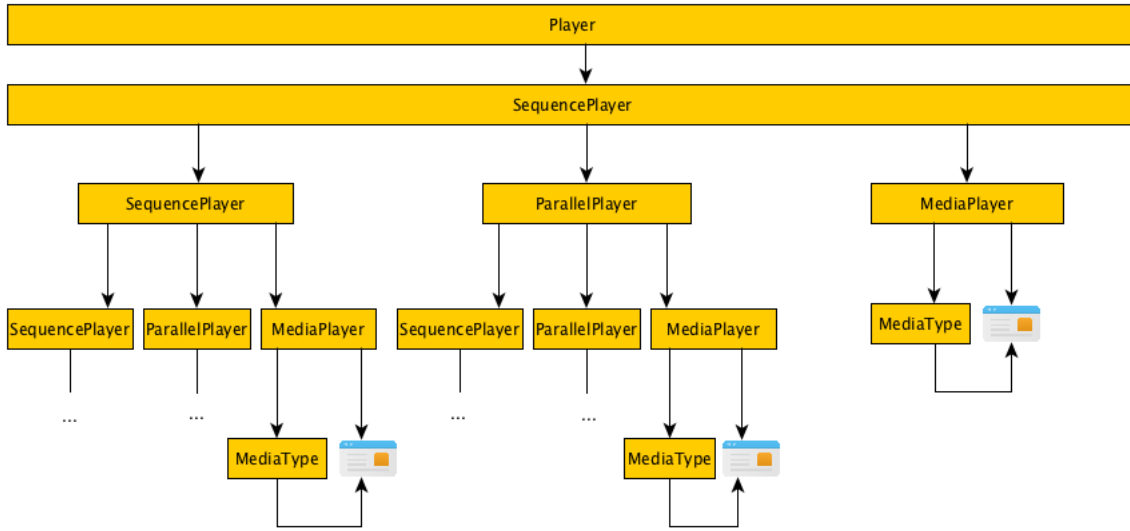 Player
SequencePlayer
SequencePlayer
ParallelPlayer
MediaPlayer
SequencePlayer
ParallelPlayer
MediaPlayer
SequencePlayer
ParallelPlayer
MediaPlayer
MediaType
...
...
...
...
MediaType
MediaType